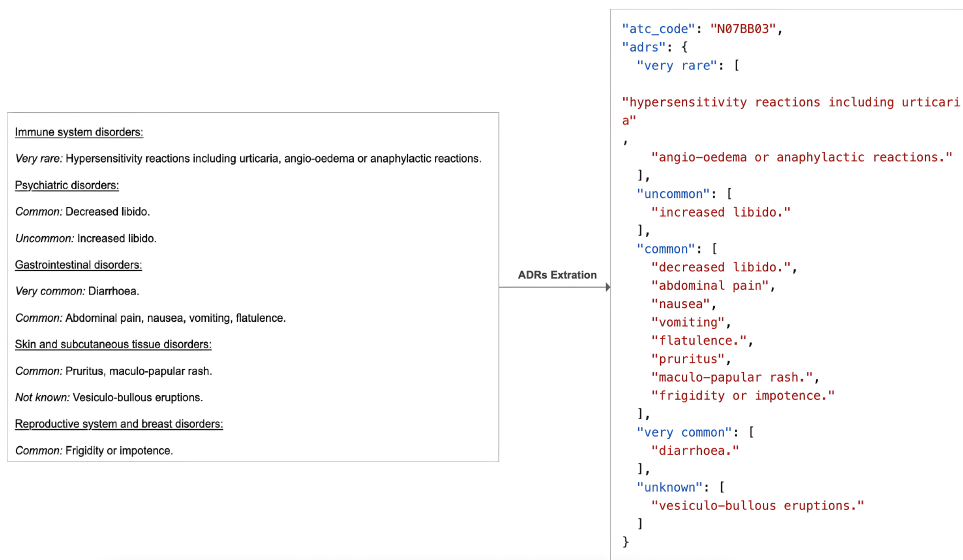 Immune system disorders:
Very rare: Hypersensitivity reactions including urticaria, angio-oedema or anaphylactic reactions.
Psychiatric disorders:
Common: Decreased libido.
Uncommon: Increased libido.
Gastrointestinal disorders:
Very common: Diarrhoea.
Common: Abdominal pain, nausea, vomiting, flatulence.
Skin and subcutaneous tissue disorders:
Common: Pruritus, maculo-papular rash.
Not known: Vesiculo-bullous eruptions.
Reproductive system and breast disorders:
Common: Frigidity or impotence.
ADRs Extration
"atc_code": "N07BB03",
"adrs": {
"very rare": [
"hypersensitivity reactions including urticari
a"
,
"angio-oedema or anaphylactic reactions."
],
"uncommon": [
"increased libido."
],
"common": [
"decreased libido.",
"abdominal pain",
"nausea",
"vomiting",
"flatulence.",
"pruritus",
"maculo-papular rash.",
"frigidity or impotence."
],
"very common": [
"diarrhoea."
],
"unknown": [
"vesiculo-bullous eruptions."
]
}